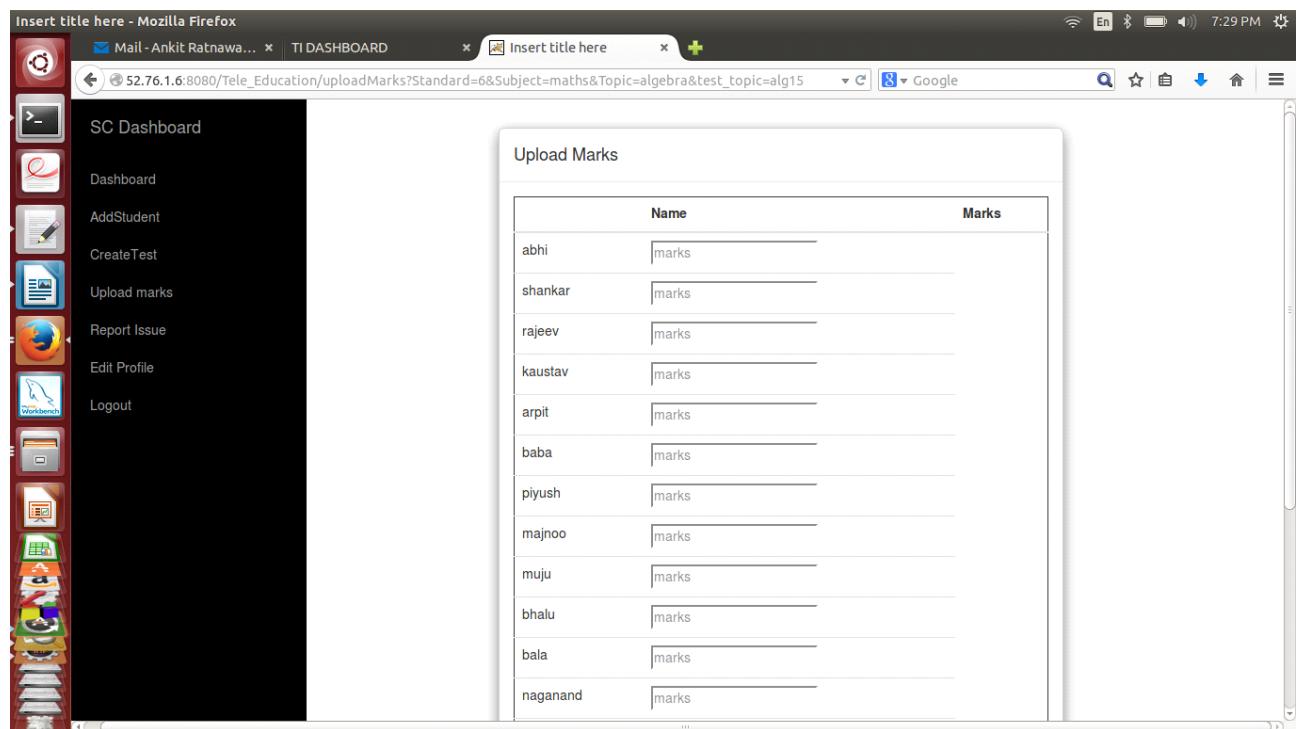 Insert title here - Mozilla Firefox
En
7:29 PM
Mail - Ankit Ratnawa...
TI DASHBOARD
Insert title here
52.76.1.6:8080/Tele_Education/uploadMarks?Standard=6&Subject=maths&Topic=algebra&test_topic=alg15
8 Google
SC Dashboard
Dashboard
AddStudent
CreateTest
Upload marks
Report Issue
Edit Profile
Logout
Workbench
Upload Marks
Name Marks
abhi marks
shankar marks
rajeev marks
kaustav marks
arpit marks
baba marks
piyush marks
majnoo marks
muju marks
bhalu marks
bala marks
naganand marks